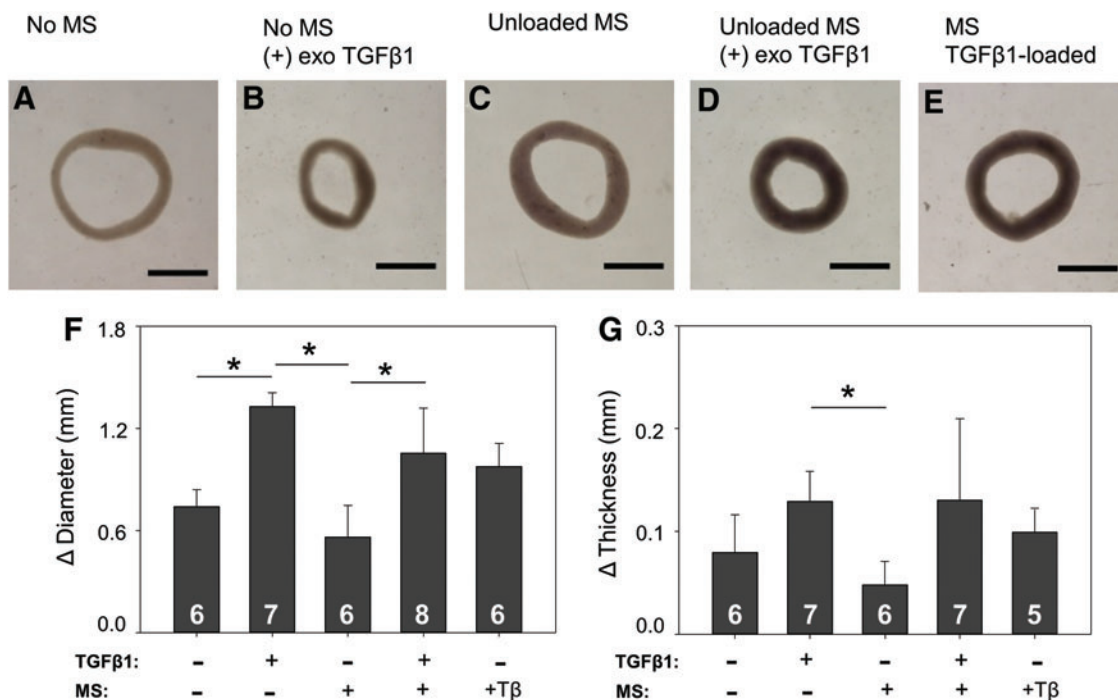 No MS
No MS
(+) exo TGFβ1
Unloaded MS
Unloaded MS
(+) exo TGFβ1
MS
TGFβ1-loaded
A
B
C
D
E
F
Δ Diameter (mm)
1.8
1.2
0.6
0.0
* * *
6 7 6 8 6
TGFβ1: - + - + -
MS: - - + + +Tβ
G
Δ Thickness (mm)
0.3
0.2
0.1
0.0
*
6 7 6 7 5
TGFβ1: - + - + -
MS: - - + + +Tβ